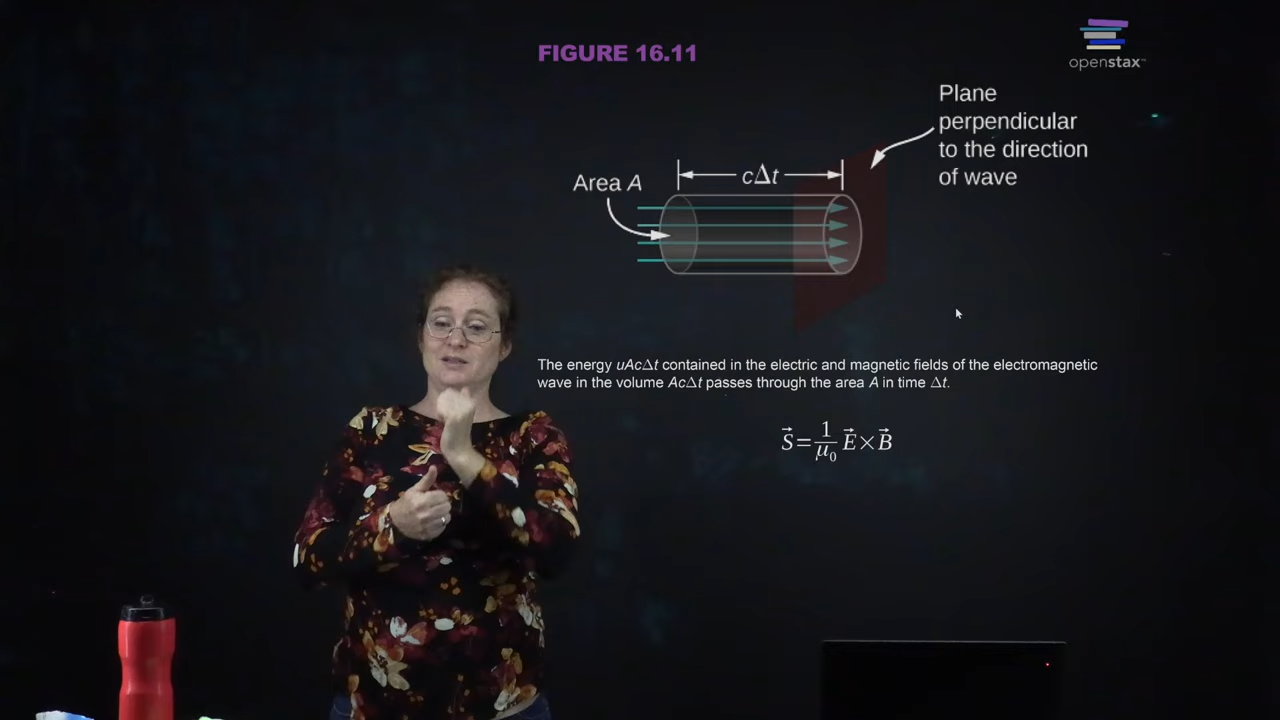 FIGURE 16.11
openstax™
Plane
perpendicular
to the direction
of wave
cΔt
Area A
The energy uAcΔt contained in the electric and magnetic fields of the electromagnetic
wave in the volume AcΔt passes through the area A in time Δt.
S⃗=1/μ₀ E⃗×B⃗